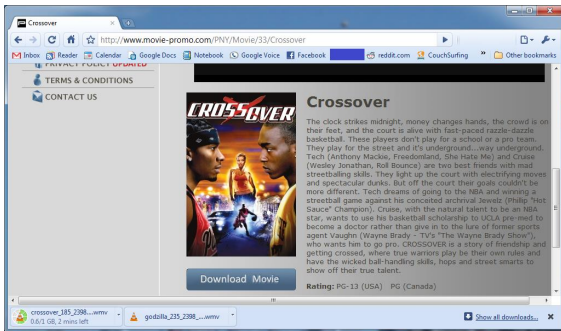 Crossover
http://www.movie-promo.com/PNY/Movie/33/Crossover
Inbox Reader Calendar Google Docs Notebook Google Voice Facebook reddit.com CouchSurfing » Other bookmarks
PRIVACY POLICY UPDATED
TERMS & CONDITIONS
CONTACT US
CROSSOVER
Crossover
The clock strikes midnight, money changes hands, the crowd is on
their feet, and the court is alive with fast-paced razzle-dazzle
basketball. These players don't play for a school or a pro team.
They play for the street and it's underground...way underground.
Tech (Anthony Mackie, Freedomland, She Hate Me) and Cruise
(Wesley Jonathan, Roll Bounce) are two best friends with mad
streetballing skills. They light up the court with electrifying moves
and spectacular dunks. But off the court their goals couldn't be
more different. Tech dreams of going to the NBA and winning a
streetball game against his conceited archrival Jewelz (Philip "Hot
Sauce" Champion). Cruise, with the natural talent to be an NBA
star, wants to use his basketball scholarship to UCLA pre-med to
become a doctor rather than give in to the lure of former sports
agent Vaughn (Wayne Brady - TV's "The Wayne Brady Show"),
who wants him to go pro. CROSSOVER is a story of friendship and
getting crossed, where true warriors play be their own rules and
have the wicked ball-handling skills, hops and street smarts to
show off their true talent.
Rating: PG-13 (USA) PG (Canada)
Download Movie
crossover_185_2398_....wmv
0.6/1 GB, 2 mins left
godzilla_235_2398_....wmv
Show all downloads...